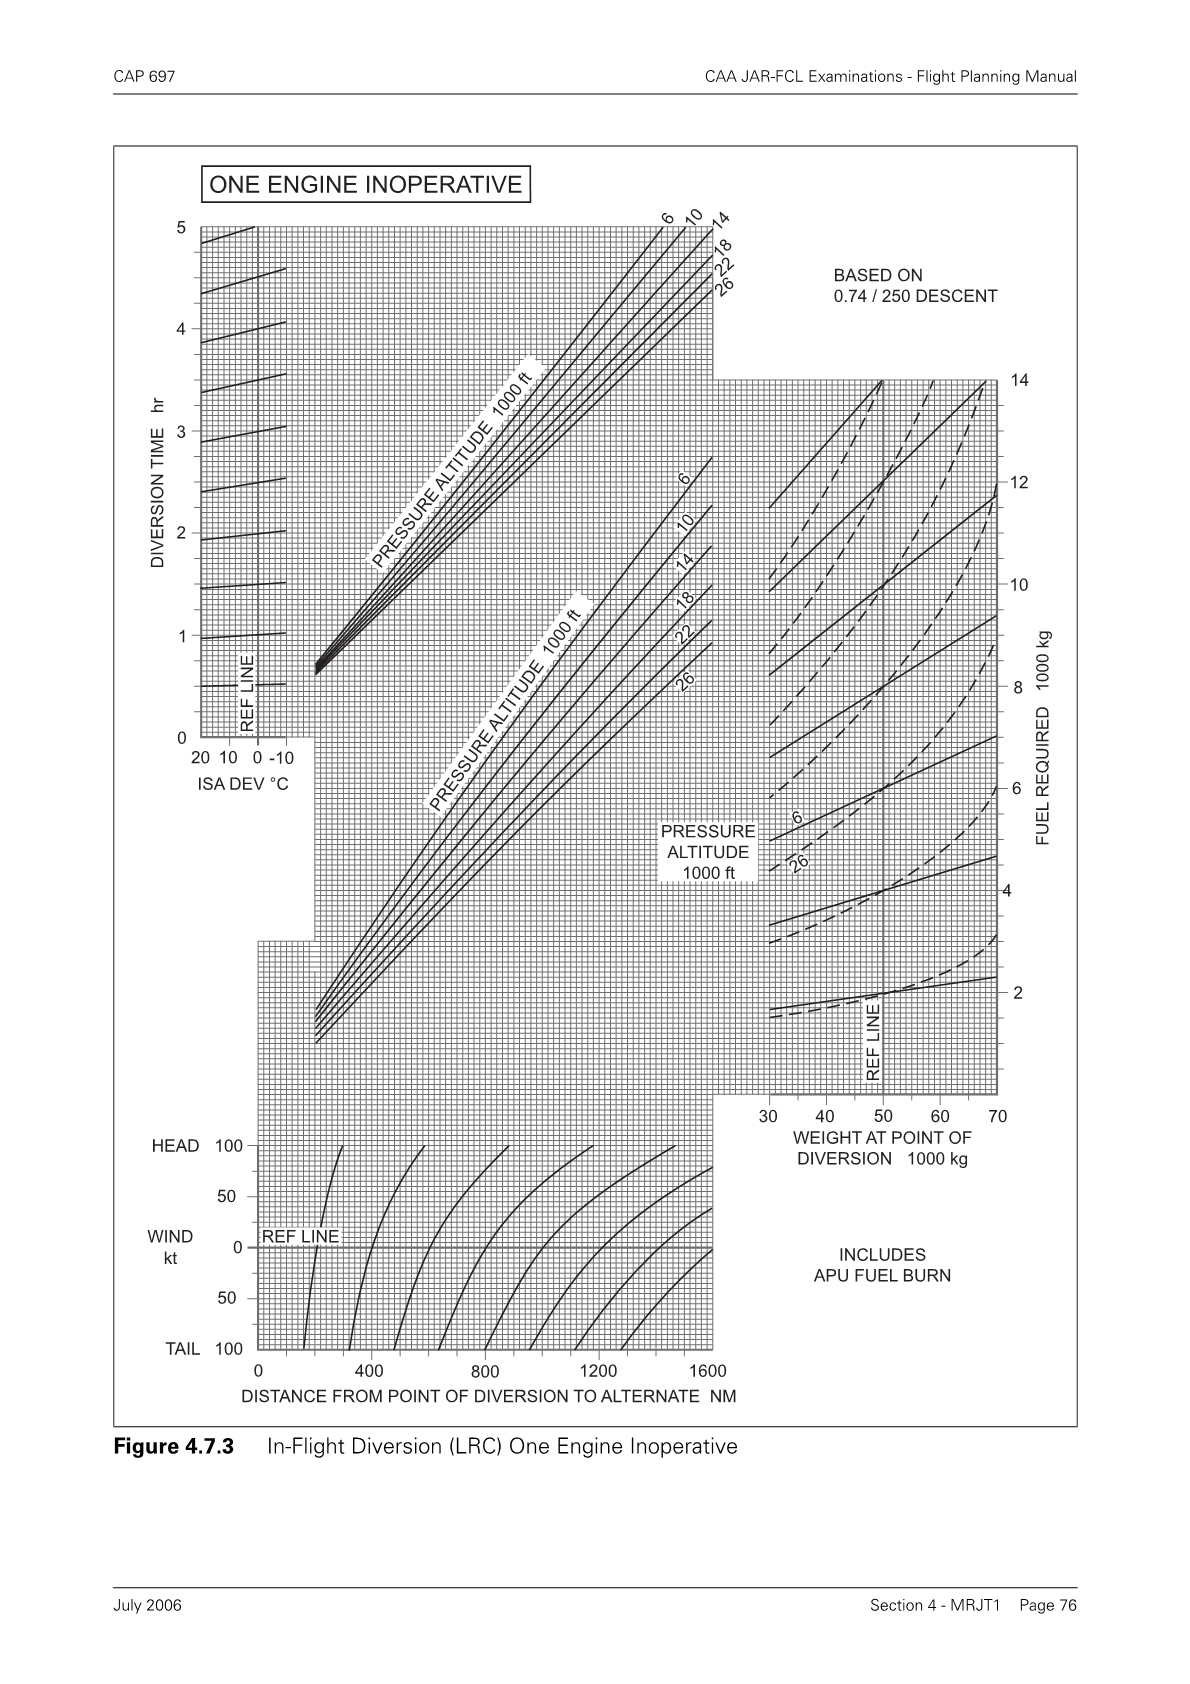 CAP 697
CAA JAR-FCL Examinations - Flight Planning Manual
ONE ENGINE INOPERATIVE
5
4
3
2
1
0
DIVERSION TIME hr
20 10 0 -10
ISA DEV °C
REF LINE
6
10
14
18
22
26
PRESSURE ALTITUDE 1000 ft
BASED ON
0.74 / 250 DESCENT
6
10
14
18
22
26
PRESSURE ALTITUDE 1000 ft
14
12
10
8
6
4
2
FUEL REQUIRED 1000 kg
PRESSURE
ALTITUDE
1000 ft
6
26
REF LINE
30 40 50 60 70
WEIGHT AT POINT OF
DIVERSION 1000 kg
HEAD 100
50
WIND
kt
0
REF LINE
50
TAIL 100
0 400 800 1200 1600
DISTANCE FROM POINT OF DIVERSION TO ALTERNATE NM
INCLUDES
APU FUEL BURN
Figure 4.7.3 In-Flight Diversion (LRC) One Engine Inoperative
July 2006
Section 4 - MRJT1 Page 76